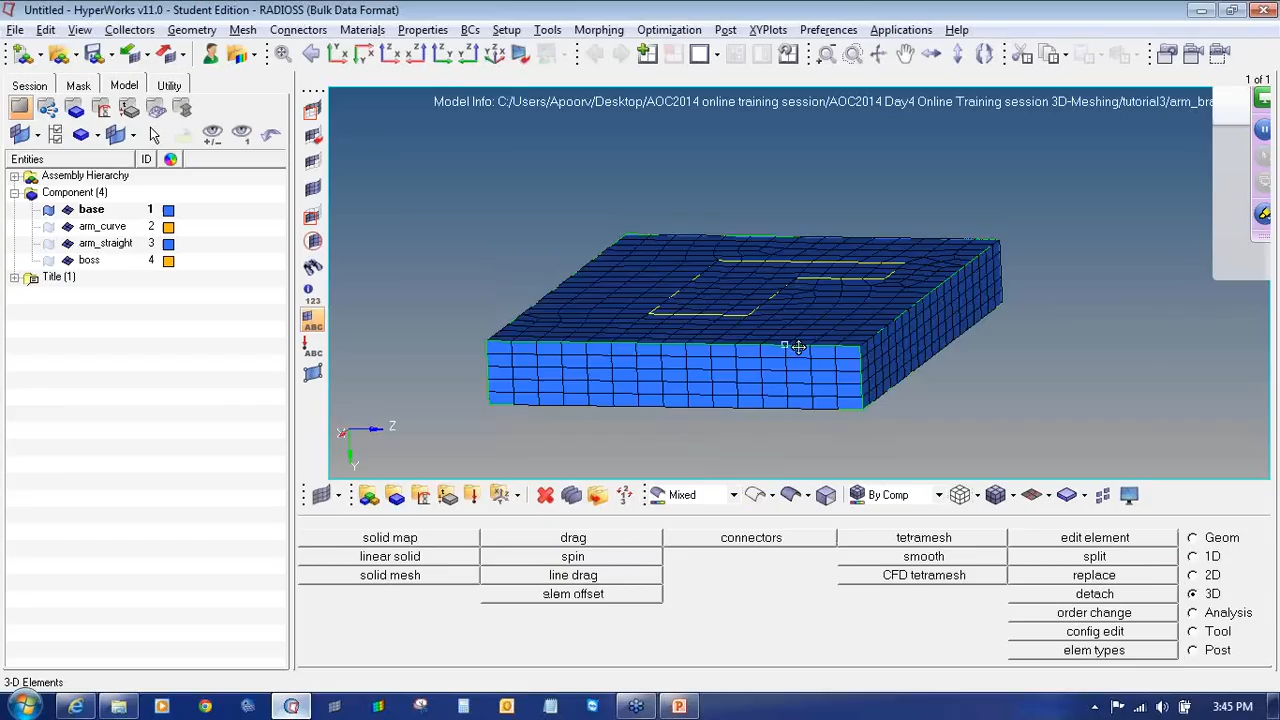 Untitled - HyperWorks v11.0 - Student Edition - RADIOSS (Bulk Data Format)
File Edit View Collectors Geometry Mesh Connectors Materials Properties BCs Setup Tools Morphing Optimization Post XYPlots Preferences Applications Help
Session Mask Model Utility
1 of 1
Model Info: C:/Users/Apoorv/Desktop/AOC2014 online training session/AOC2014 Day4 Online Training session 3D-Meshing/tutorial3/arm_bra
Entities ID
Assembly Hierarchy
Component (4)
base 1
arm_curve 2
arm_straight 3
boss 4
Title (1)
123
ABC
ABC
X Z
Y
Mixed By Comp
solid map drag connectors tetramesh edit element Geom
linear solid spin smooth split 1D
solid mesh line drag CFD tetramesh replace 2D
elem offset detach 3D
order change Analysis
config edit Tool
elem types Post
3-D Elements
3:45 PM